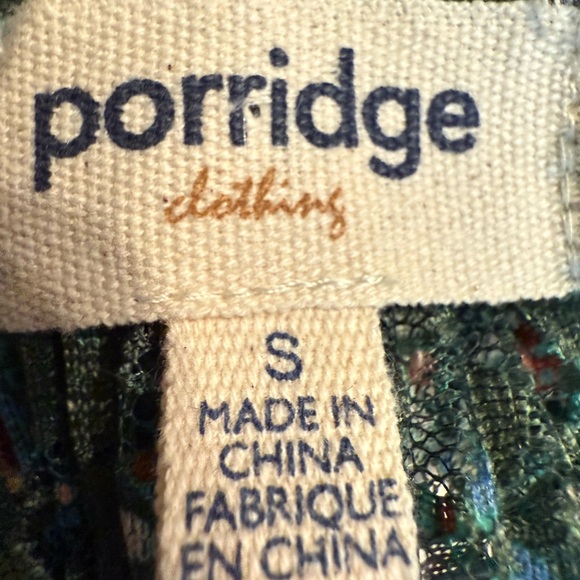 porridge
clothing
S
MADE IN
CHINA
FABRIQUE
EN CHINA